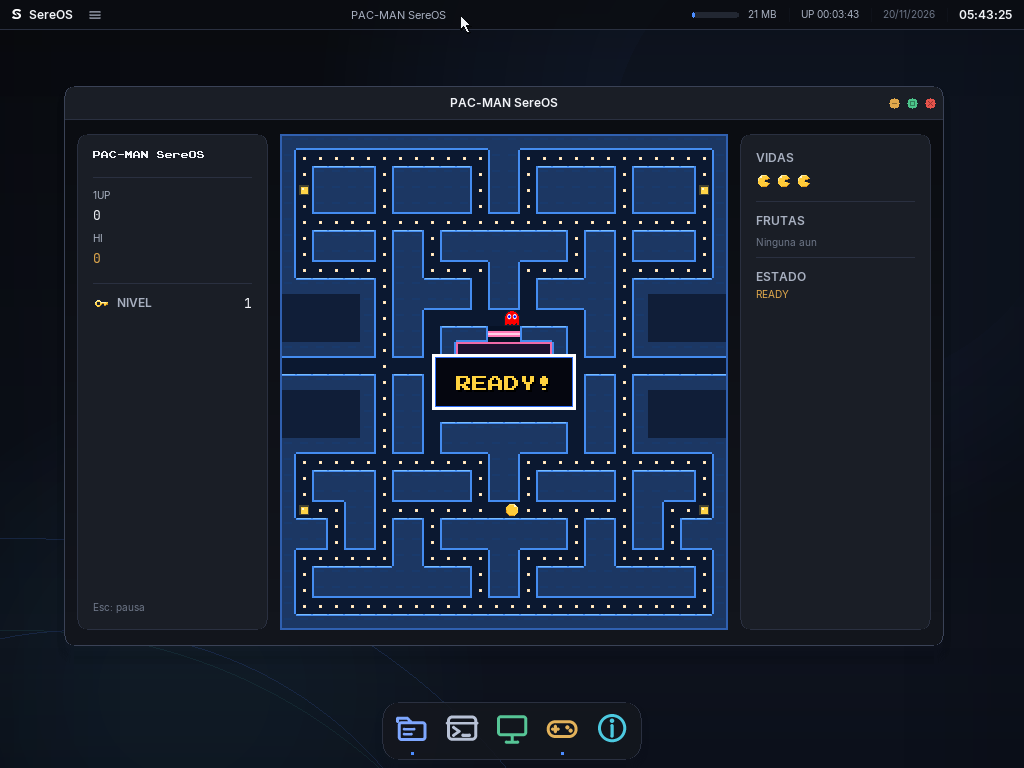 SereOS
PAC-MAN SereOS
21 MB
UP 00:03:43
20/11/2026
05:43:25
PAC-MAN SereOS
PAC-MAN SereOS
1UP
0
HI
0
NIVEL 1
Esc: pausa
READY!
VIDAS
FRUTAS
Ninguna aun
ESTADO
READY